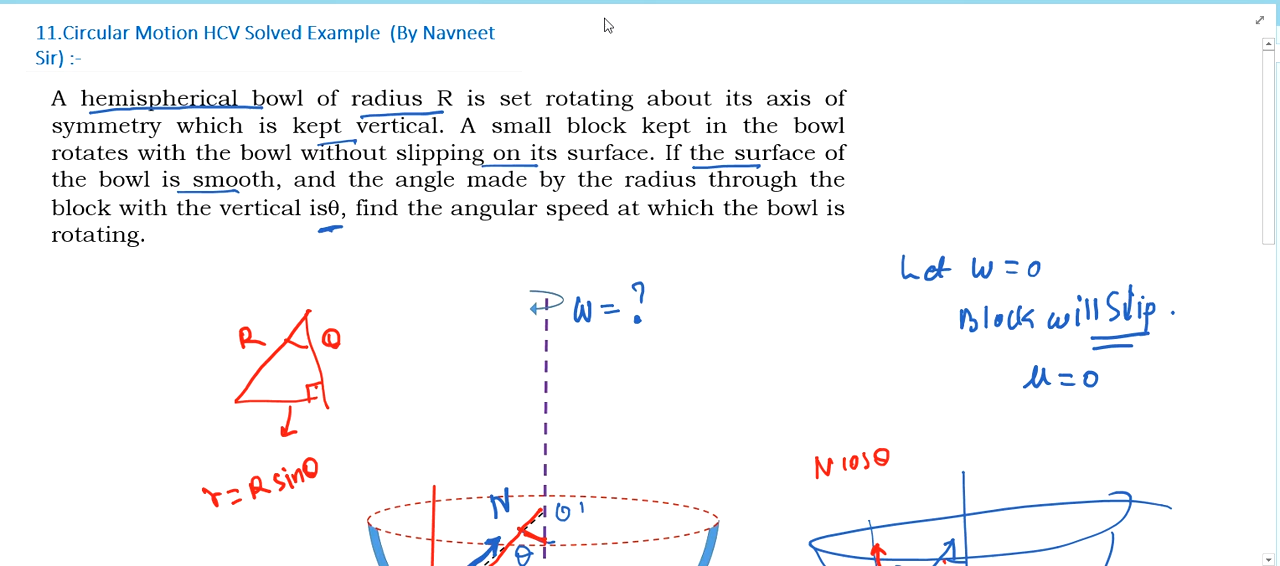 11.Circular Motion HCV Solved Example (By Navneet
Sir) :-
A hemispherical bowl of radius R is set rotating about its axis of
symmetry which is kept vertical. A small block kept in the bowl
rotates with the bowl without slipping on its surface. If the surface of
the bowl is smooth, and the angle made by the radius through the
block with the vertical isθ, find the angular speed at which the bowl is
rotating.
Let W = 0
Block will Slip.
μ = 0
W = ?
R θ
r = R sinθ
N cosθ
N
O'
θ